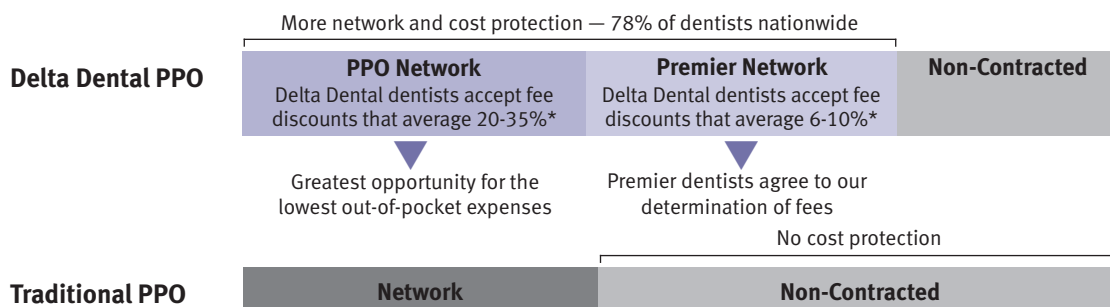 More network and cost protection — 78% of dentists nationwide
Delta Dental PPO
PPO Network
Delta Dental dentists accept fee
discounts that average 20-35%*
Premier Network
Delta Dental dentists accept fee
discounts that average 6-10%*
Non-Contracted
Greatest opportunity for the
lowest out-of-pocket expenses
Premier dentists agree to our
determination of fees
No cost protection
Traditional PPO
Network
Non-Contracted